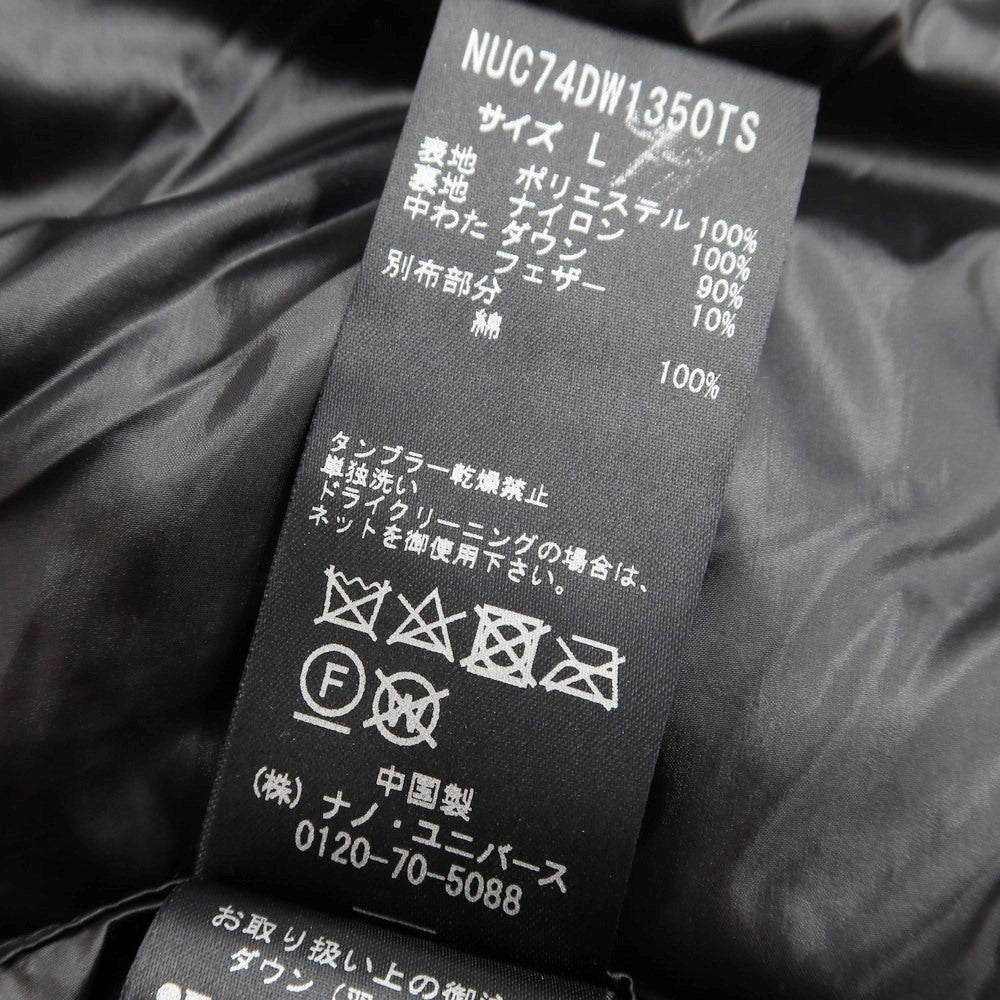 NUC74DW1350TS
サイズ L
表地 ポリエステル 100%
裏地 ナイロン 100%
中わた ダウン 90%
フェザー 10%
別布部分
綿 100%
タンブラー乾燥禁止
単独洗い
ドライクリーニングの場合は、
ネットを御使用下さい。
F
W
中国製
(株) ナノ・ユニバース
0120-70-5088
お取り扱い上の御注
ダウン